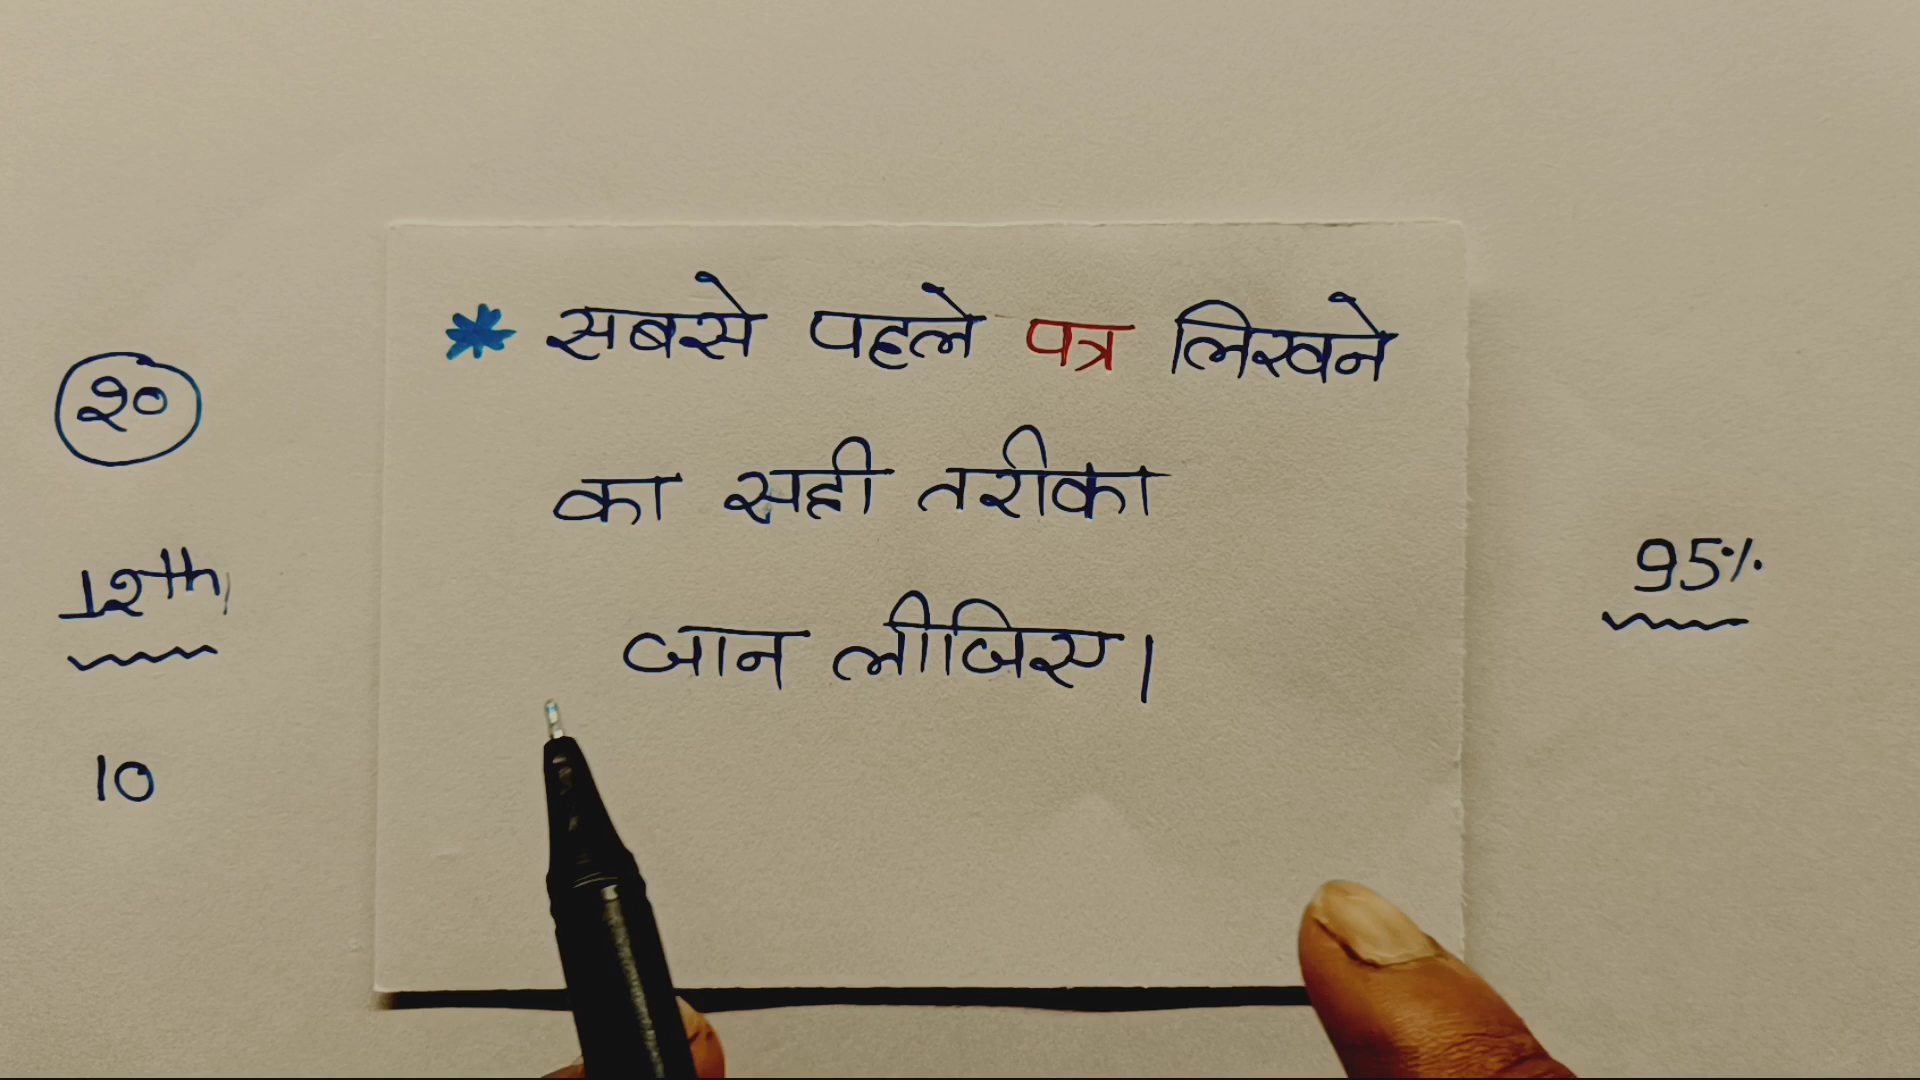 * सबसे पहले पत्र लिखने
का सही तरीका
जान लीजिए।
२०
12th
10
95%